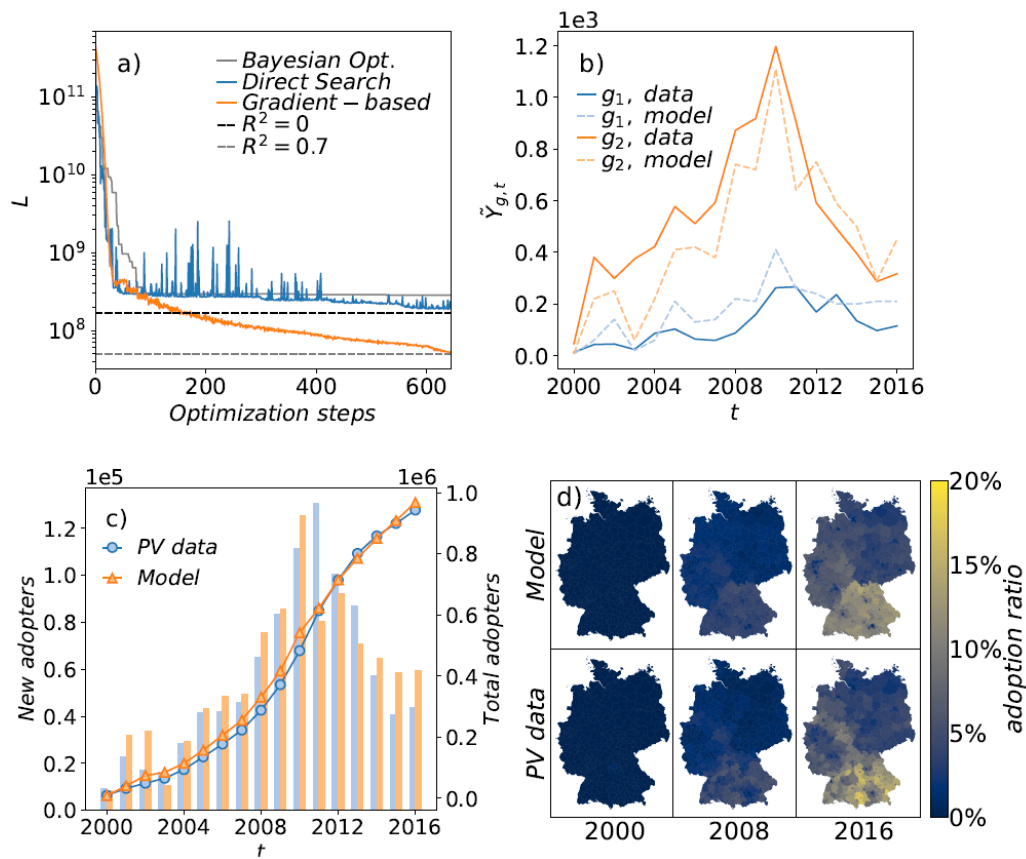 a)
Bayesian Opt.
Direct Search
Gradient − based
R² = 0
R² = 0.7
10¹¹
10¹⁰
10⁹
10⁸
L
0 200 400 600
Optimization steps
1e3
b)
g₁, data
g₁, model
g₂, data
g₂, model
1.2
1.0
0.8
0.6
0.4
0.2
0.0
Ỹg,t
2000 2004 2008 2012 2016
t
1e5 1e6
c)
PV data
Model
1.2
1.0
0.8
0.6
0.4
0.2
0.0
New adopters
1.0
0.8
0.6
0.4
0.2
0.0
Total adopters
2000 2004 2008 2012 2016
t
d)
Model
PV data
2000 2008 2016
20%
15%
10%
5%
0%
adoption ratio